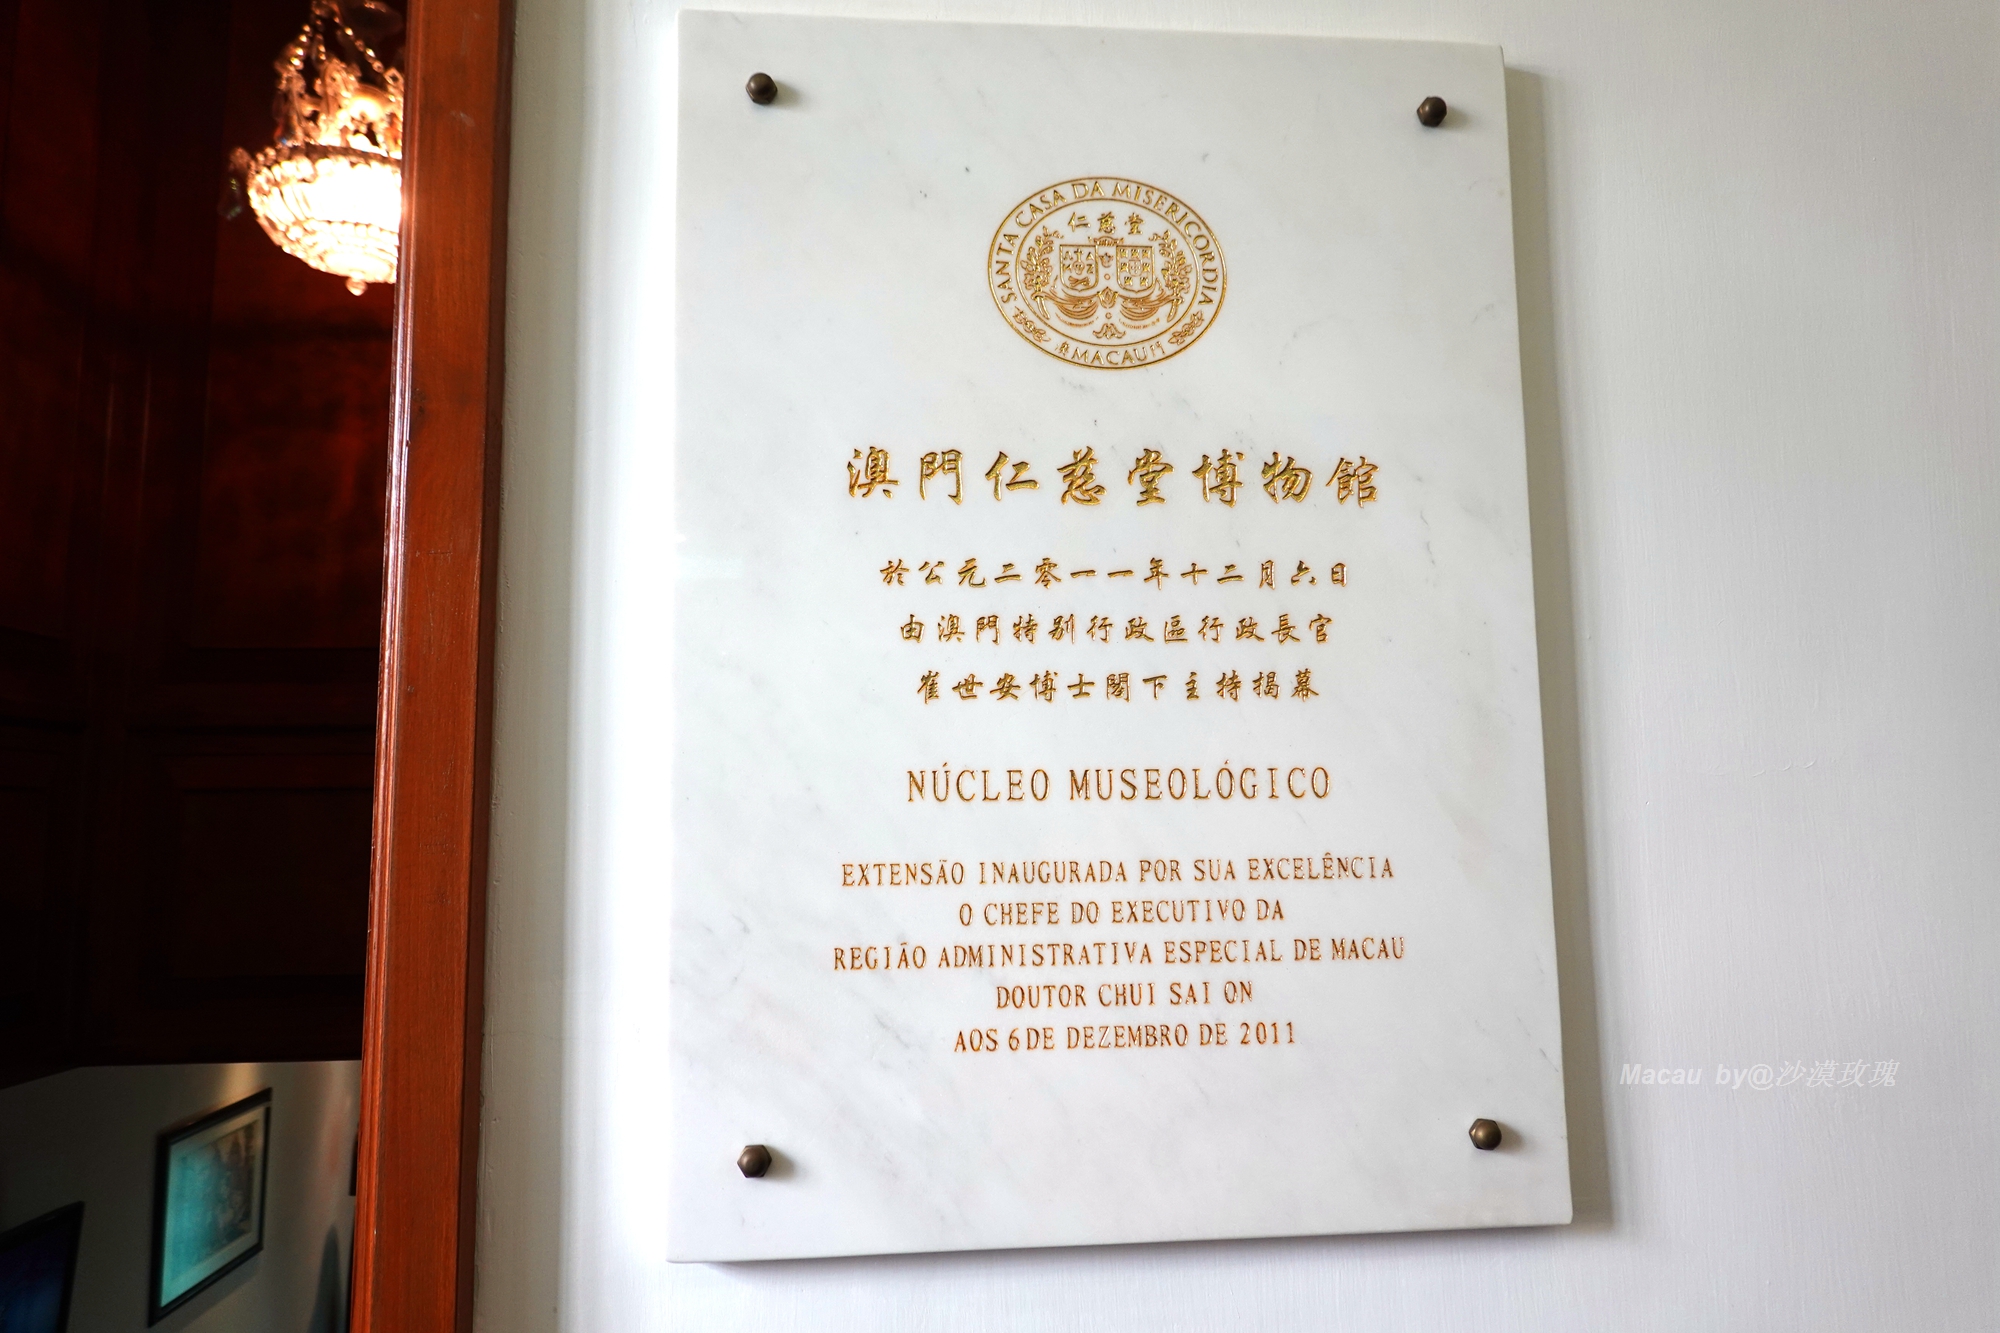 SANTA CASA DA MISERICORDIA
仁慈堂
MACAU
澳門仁慈堂博物館
於公元二零一一年十二月六日
由澳門特別行政區行政長官
崔世安博士閣下主持揭幕
NÚCLEO MUSEOLÓGICO
EXTENSÃO INAUGURADA POR SUA EXCELÊNCIA
O CHEFE DO EXECUTIVO DA
REGIÃO ADMINISTRATIVA ESPECIAL DE MACAU
DOUTOR CHUI SAI ON
AOS 6 DE DEZEMBRO DE 2011
Macau by@沙漠玫瑰